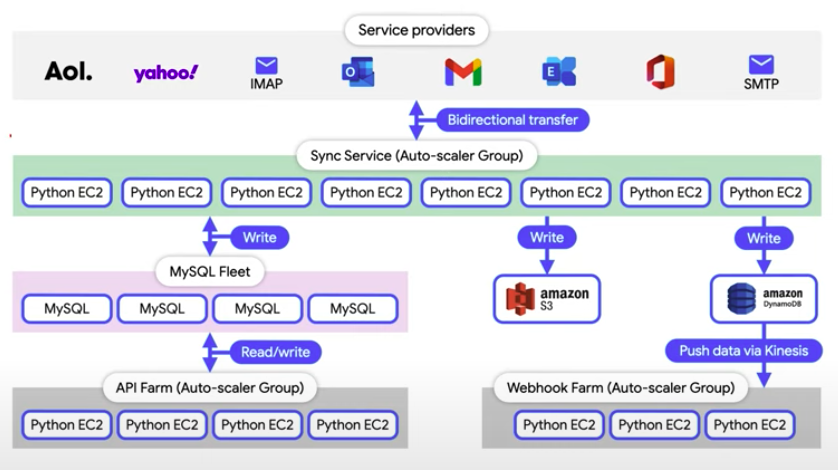 Service providers
Aol.
yahoo!
IMAP
SMTP
Bidirectional transfer
Sync Service (Auto-scaler Group)
Python EC2 Python EC2 Python EC2 Python EC2 Python EC2 Python EC2 Python EC2 Python EC2
Write
Write
Write
MySQL Fleet
MySQL MySQL MySQL MySQL
amazon
S3
amazon
DynamoDB
Read/write
Push data via Kinesis
API Farm (Auto-scaler Group)
Python EC2 Python EC2 Python EC2 Python EC2
Webhook Farm (Auto-scaler Group)
Python EC2 Python EC2 Python EC2